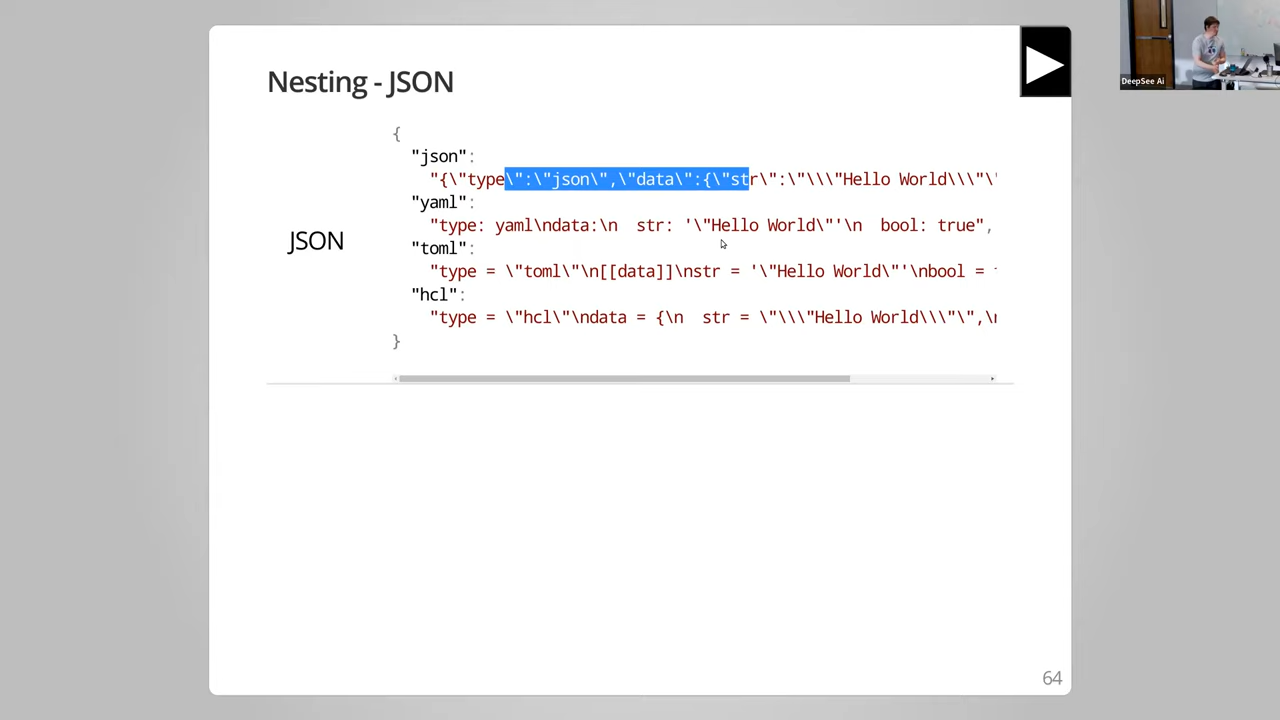 Nesting - JSON
DeepSee Ai
JSON
{
"json":
"{\"type\":\"json\",\"data\":{\"str\":\"\\\"Hello World\\\"\"
"yaml":
"type: yaml\ndata:\n  str: '\"Hello World\"'\n  bool: true",
"toml":
"type = \"toml\"\n[[data]]\nstr = '\"Hello World\"'\nbool =
"hcl":
"type = \"hcl\"\ndata = {\n  str = \"\\\"Hello World\\\"\",\n
}
64